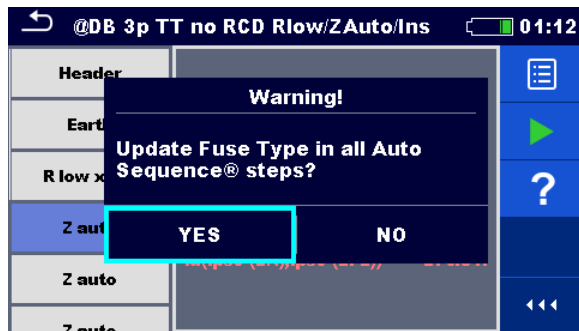 @DB 3p TT no RCD Rlow/ZAuto/Ins 01:12
Header
Warning!
Update Fuse Type in all Auto
Sequence® steps?
R low
Z
YES
NO
Z auto
?